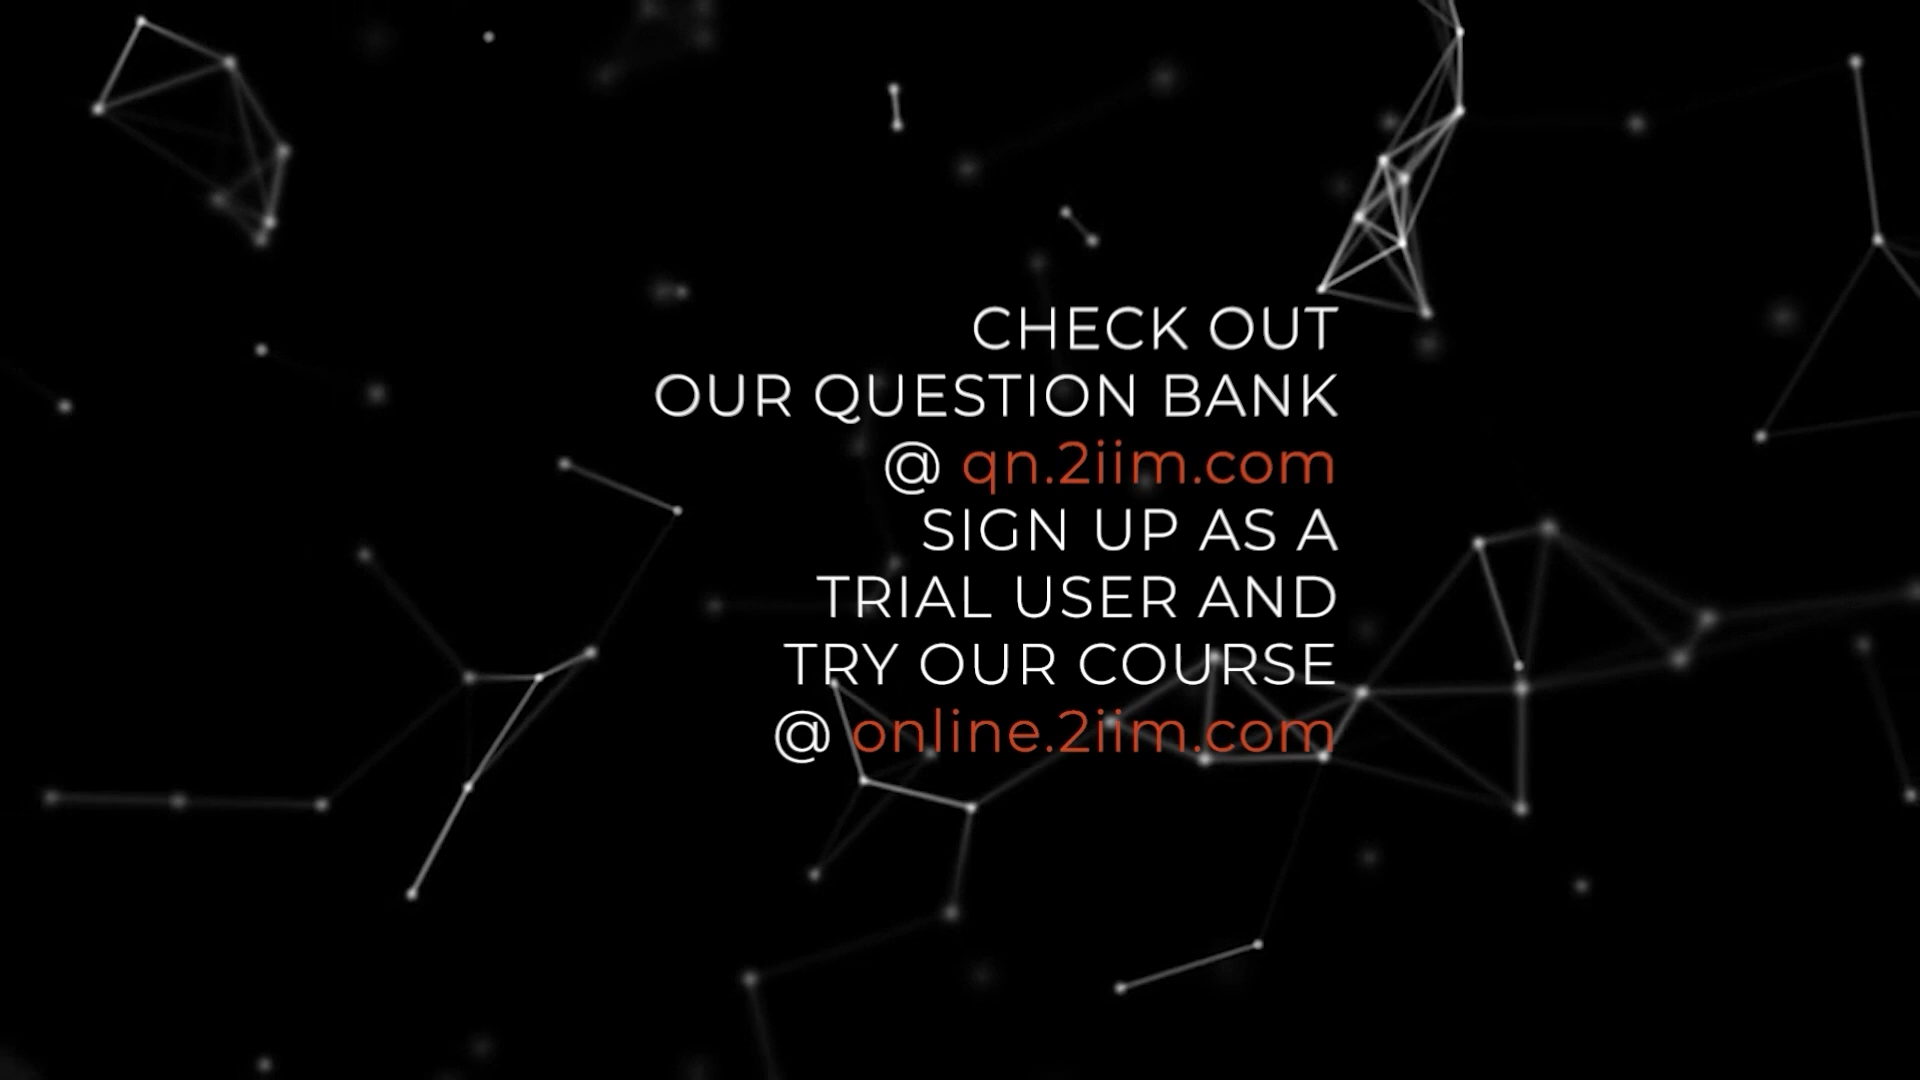 CHECK OUT
OUR QUESTION BANK
@ qn.2iim.com
SIGN UP AS A
TRIAL USER AND
TRY OUR COURSE
@ online.2iim.com